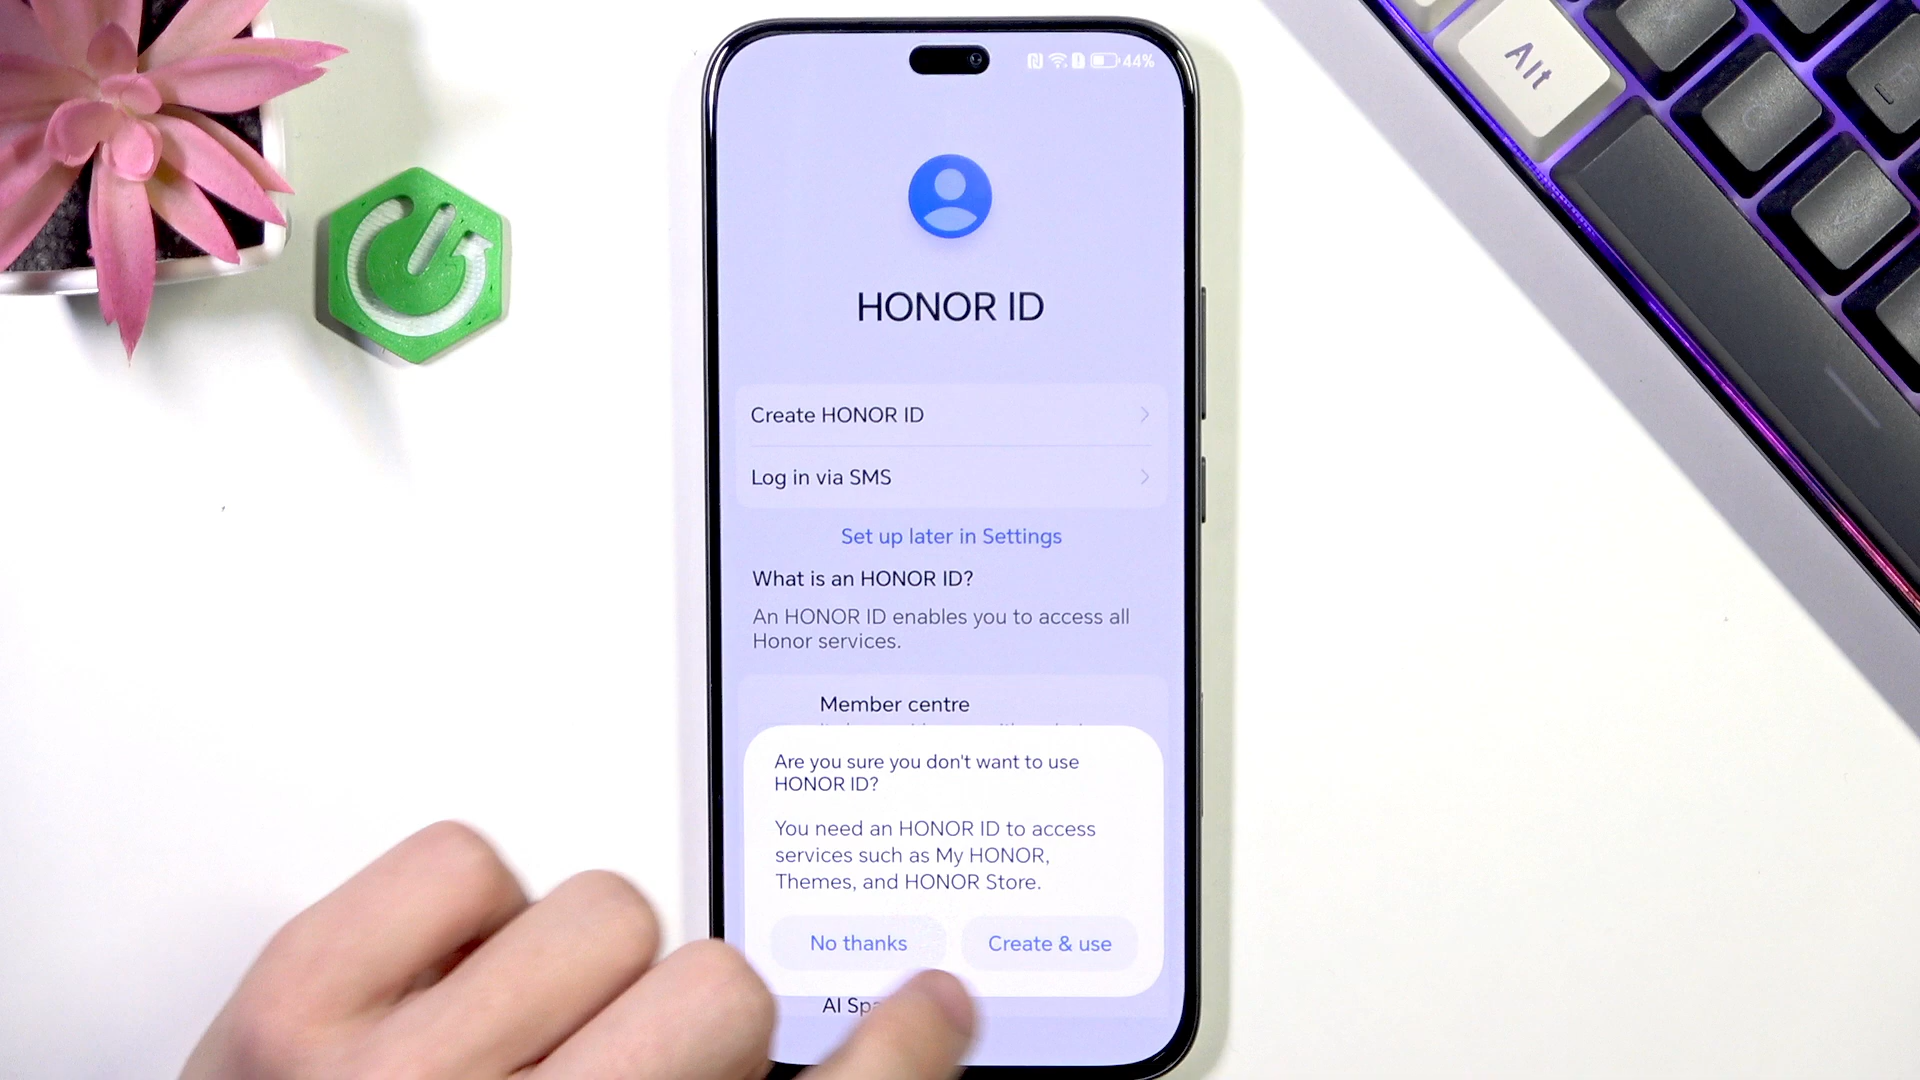 44%
Alt
HONOR ID
Create HONOR ID
Log in via SMS
Set up later in Settings
What is an HONOR ID?
An HONOR ID enables you to access all
Honor services.
Member centre
Are you sure you don't want to use
HONOR ID?
You need an HONOR ID to access
services such as My HONOR,
Themes, and HONOR Store.
No thanks
Create & use
AI